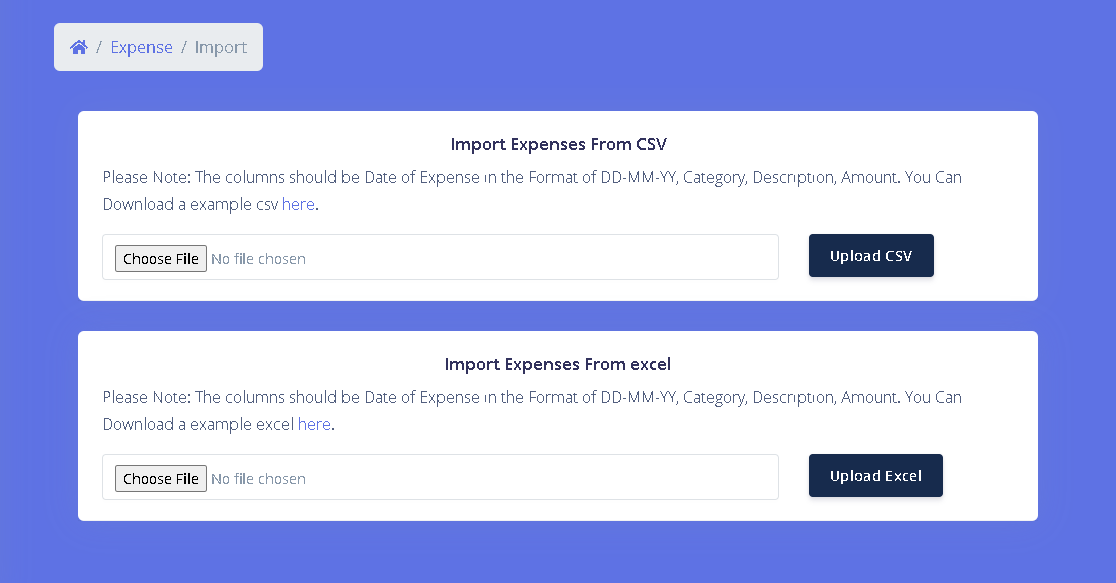 / Expense / Import
Import Expenses From CSV
Please Note: The columns should be Date of Expense in the Format of DD-MM-YY, Category, Description, Amount. You Can
Download a example csv here.
Choose File No file chosen
Upload CSV
Import Expenses From excel
Please Note: The columns should be Date of Expense in the Format of DD-MM-YY, Category, Description, Amount. You Can
Download a example excel here.
Choose File No file chosen
Upload Excel